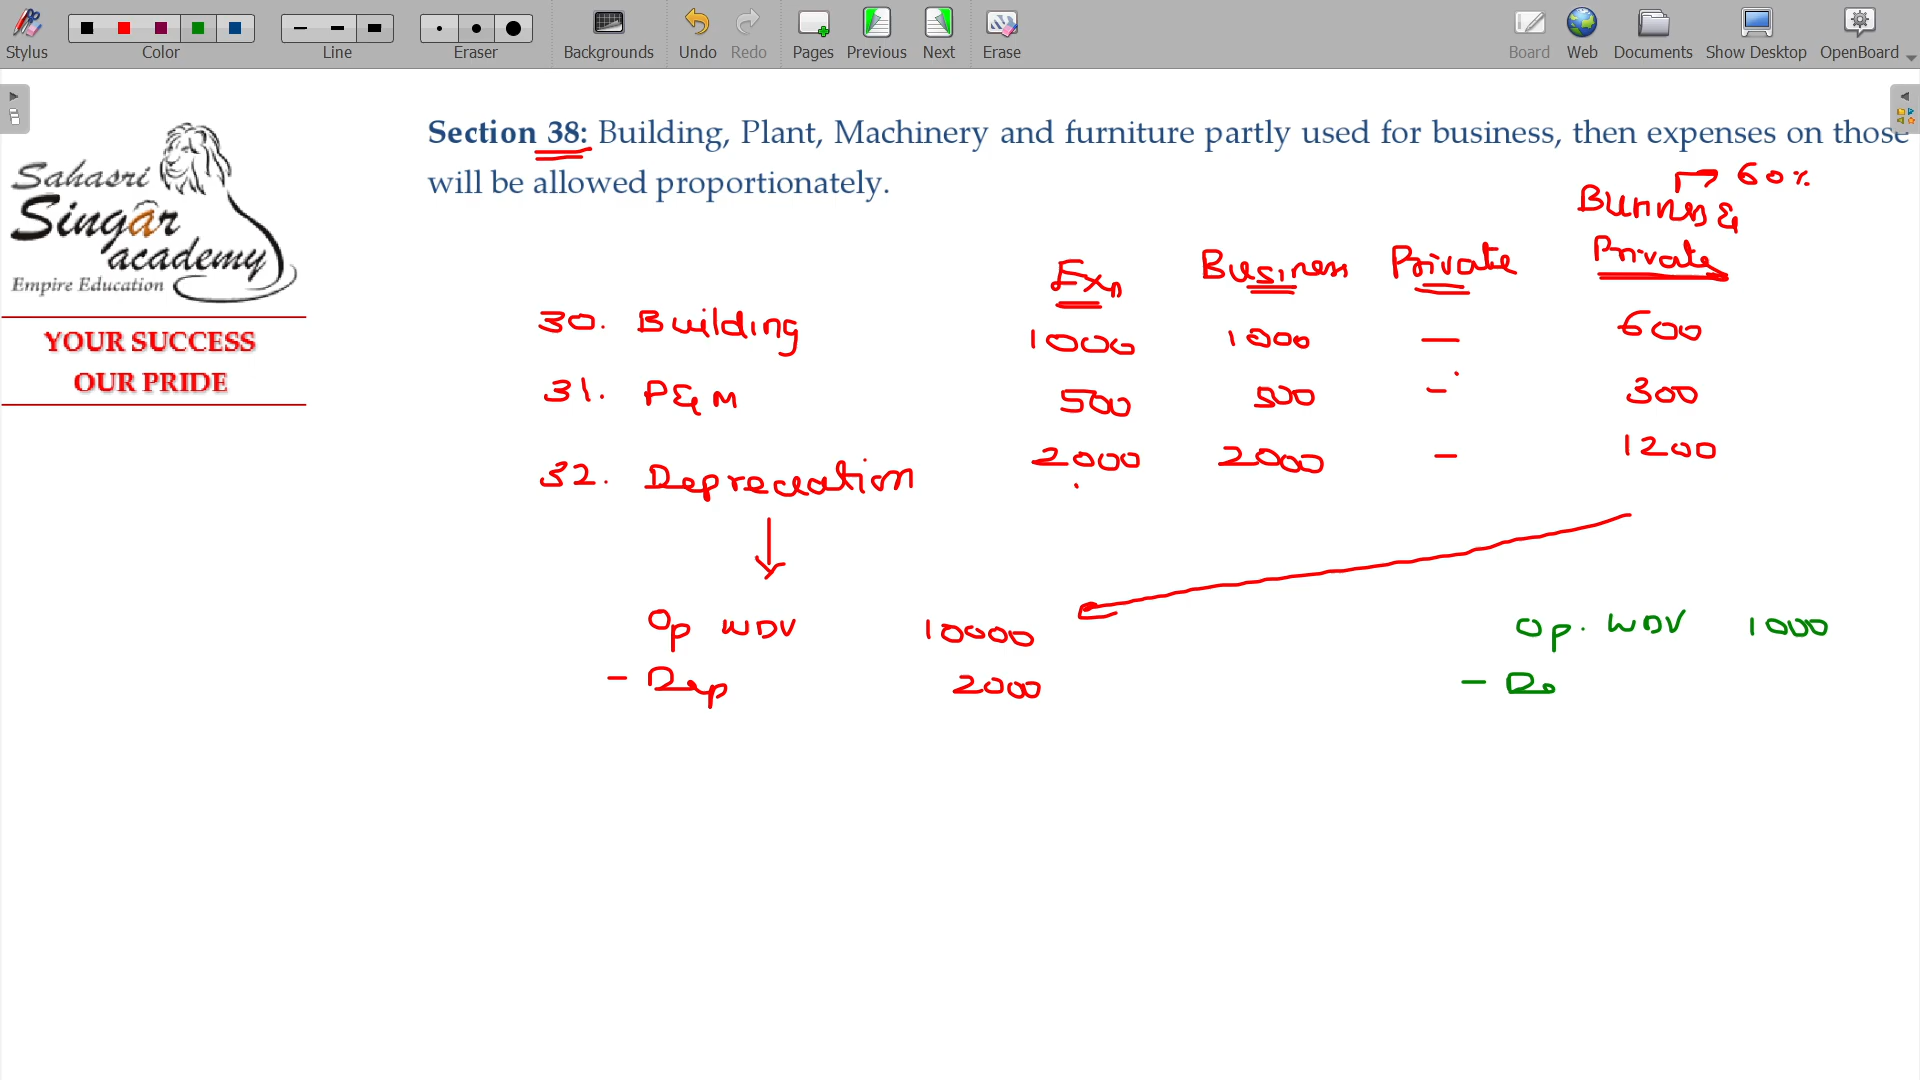 Stylus Color Line Eraser Backgrounds Undo Redo Pages Previous Next Erase Board Web Documents Show Desktop OpenBoard
Section 38: Building, Plant, Machinery and furniture partly used for business, then expenses on those
will be allowed proportionately.
Sahasri
Singar
academy
Empire Education
YOUR SUCCESS
OUR PRIDE
60%
Exp Business Private Business & Private
30. Building 1000 1000 — 600
31. P&M 500 500 - 300
32. Depreciation 2000 2000 - 1200
Op WDV 10000
- Dep 2000
Op. WDV 1000
- De